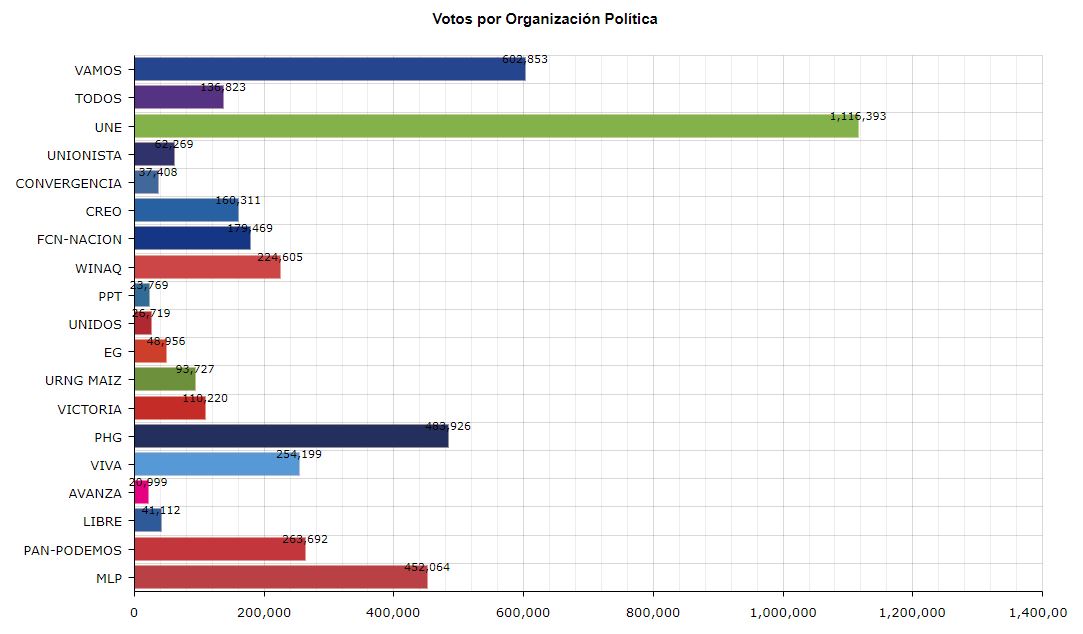 Votos por Organización Política
VAMOS 602,853
TODOS 136,823
UNE 1,116,393
UNIONISTA 62,269
CONVERGENCIA 37,408
CREO 160,311
FCN-NACION 179,469
WINAQ 224,605
PPT 23,769
UNIDOS 26,719
EG 48,956
URNG MAIZ 93,727
VICTORIA 110,220
PHG 483,926
VIVA 254,199
AVANZA 20,999
LIBRE 41,112
PAN-PODEMOS 263,692
MLP 452,064
0 200,000 400,000 600,000 800,000 1,000,000 1,200,000 1,400,00